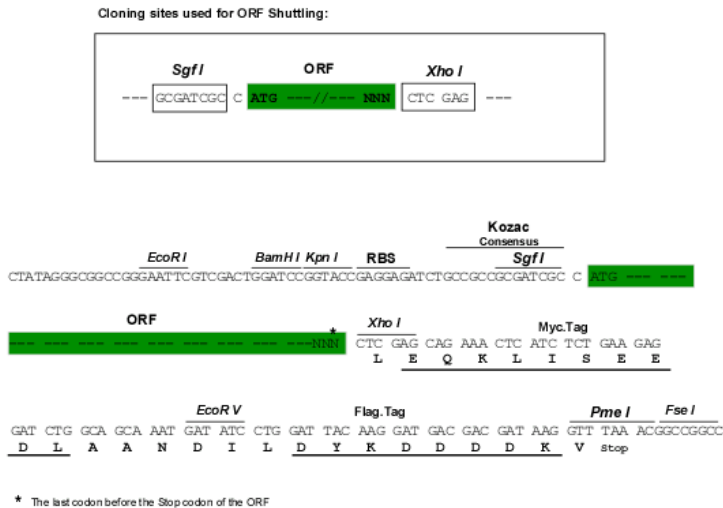 Cloning sites used for ORF Shuttling:
Sgf I ORF Xho I
--- GCGATCGC C ATG ---//--- NNN CTC GAG ---
Kozac
Consensus
EcoR I BamH I Kpn I RBS Sgf I
CTATAGGGCGGCCGGGAATTCGTCGACTGGATCCGGTACCGAGGAGATCTGCCGCCGCGATCGC C ATG --- --- ---
ORF Xho I Myc.Tag
--- --- --- --- --- --- --- --- --- ---NNN* CTC GAG CAG AAA CTC ATC TCT GAA GAG
L E Q K L I S E E
EcoR V Flag.Tag Pme I Fse I
GAT CTG GCA GCA AAT GAT ATC CTG GAT TAC AAG GAT GAC GAC GAT AAG GTT TAA ACGGCCGGCC
D L A A N D I L D Y K D D D D K V Stop
* The last codon before the Stop codon of the ORF